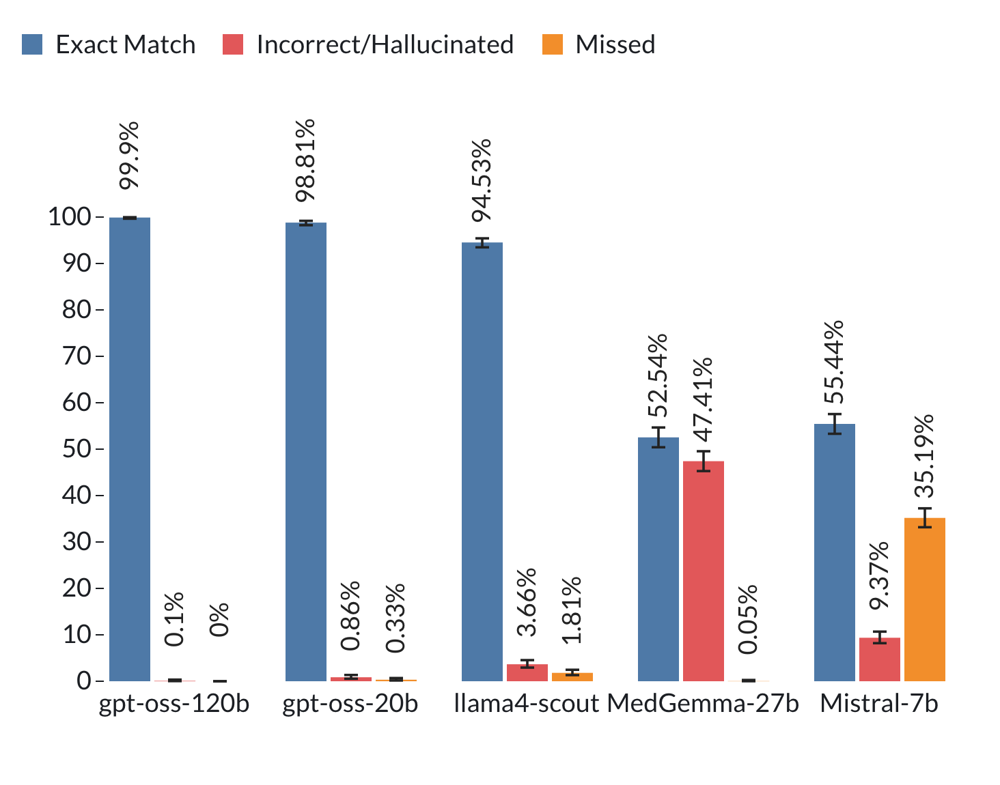 Exact Match Incorrect/Hallucinated Missed
99.9% 98.81% 94.53%
52.54% 47.41% 55.44% 35.19%
0.1% 0% 0.86% 0.33% 3.66% 1.81% 0.05% 9.37%
100
90
80
70
60
50
40
30
20
10
0
gpt-oss-120b gpt-oss-20b llama4-scout MedGemma-27b Mistral-7b